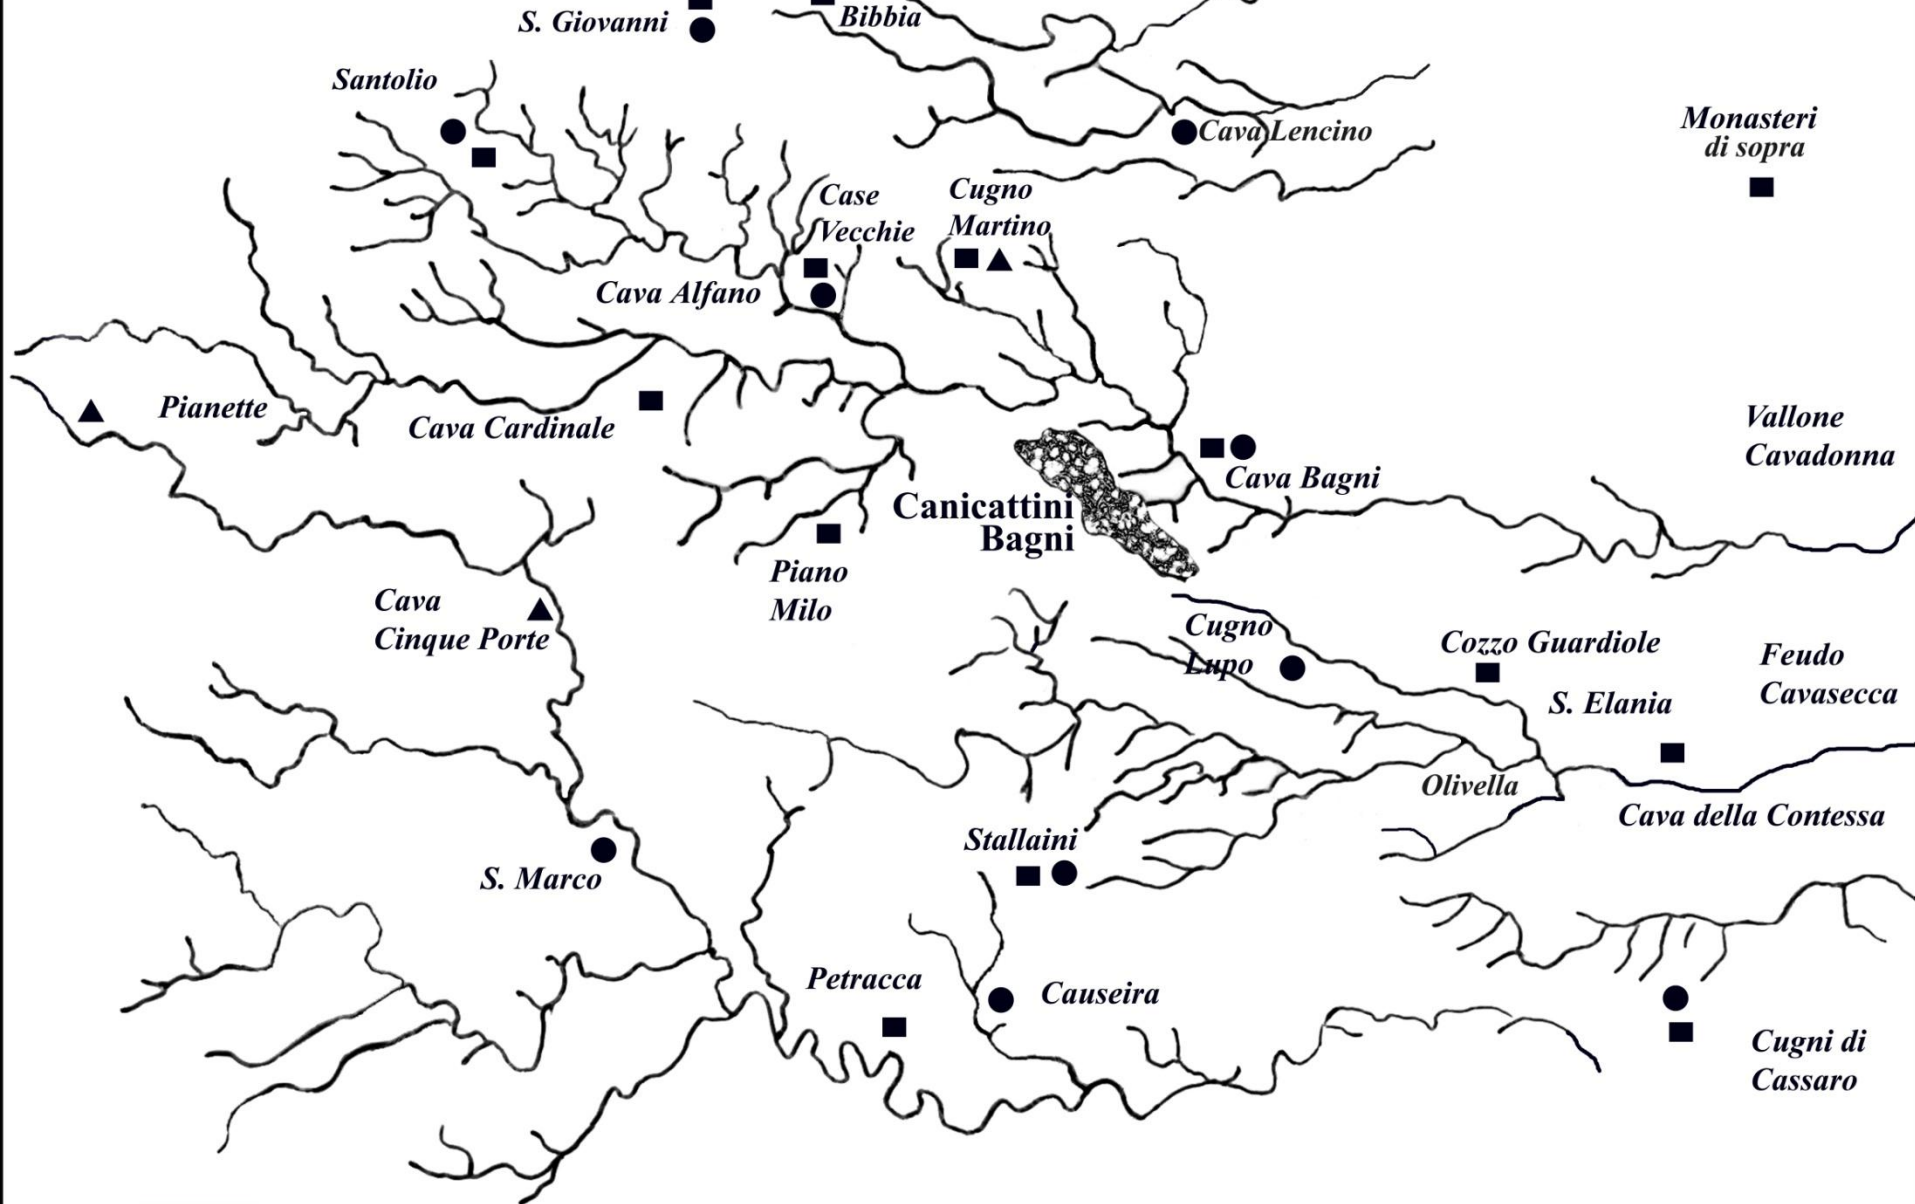 S. Giovanni
Bibbia
Santolio
Cava Lencino
Monasteri
di sopra
Case
Vecchie
Cugno
Martino
Cava Alfano
Pianette
Cava Cardinale
Vallone
Cavadonna
Cava Bagni
Canicattini
Bagni
Piano
Milo
Cava
Cinque Porte
Cugno
Lupo
Cozzo Guardiole
Feudo
Cavasecca
S. Elania
Olivella
Cava della Contessa
Stallaini
S. Marco
Petracca
Causeira
Cugni di
Cassaro